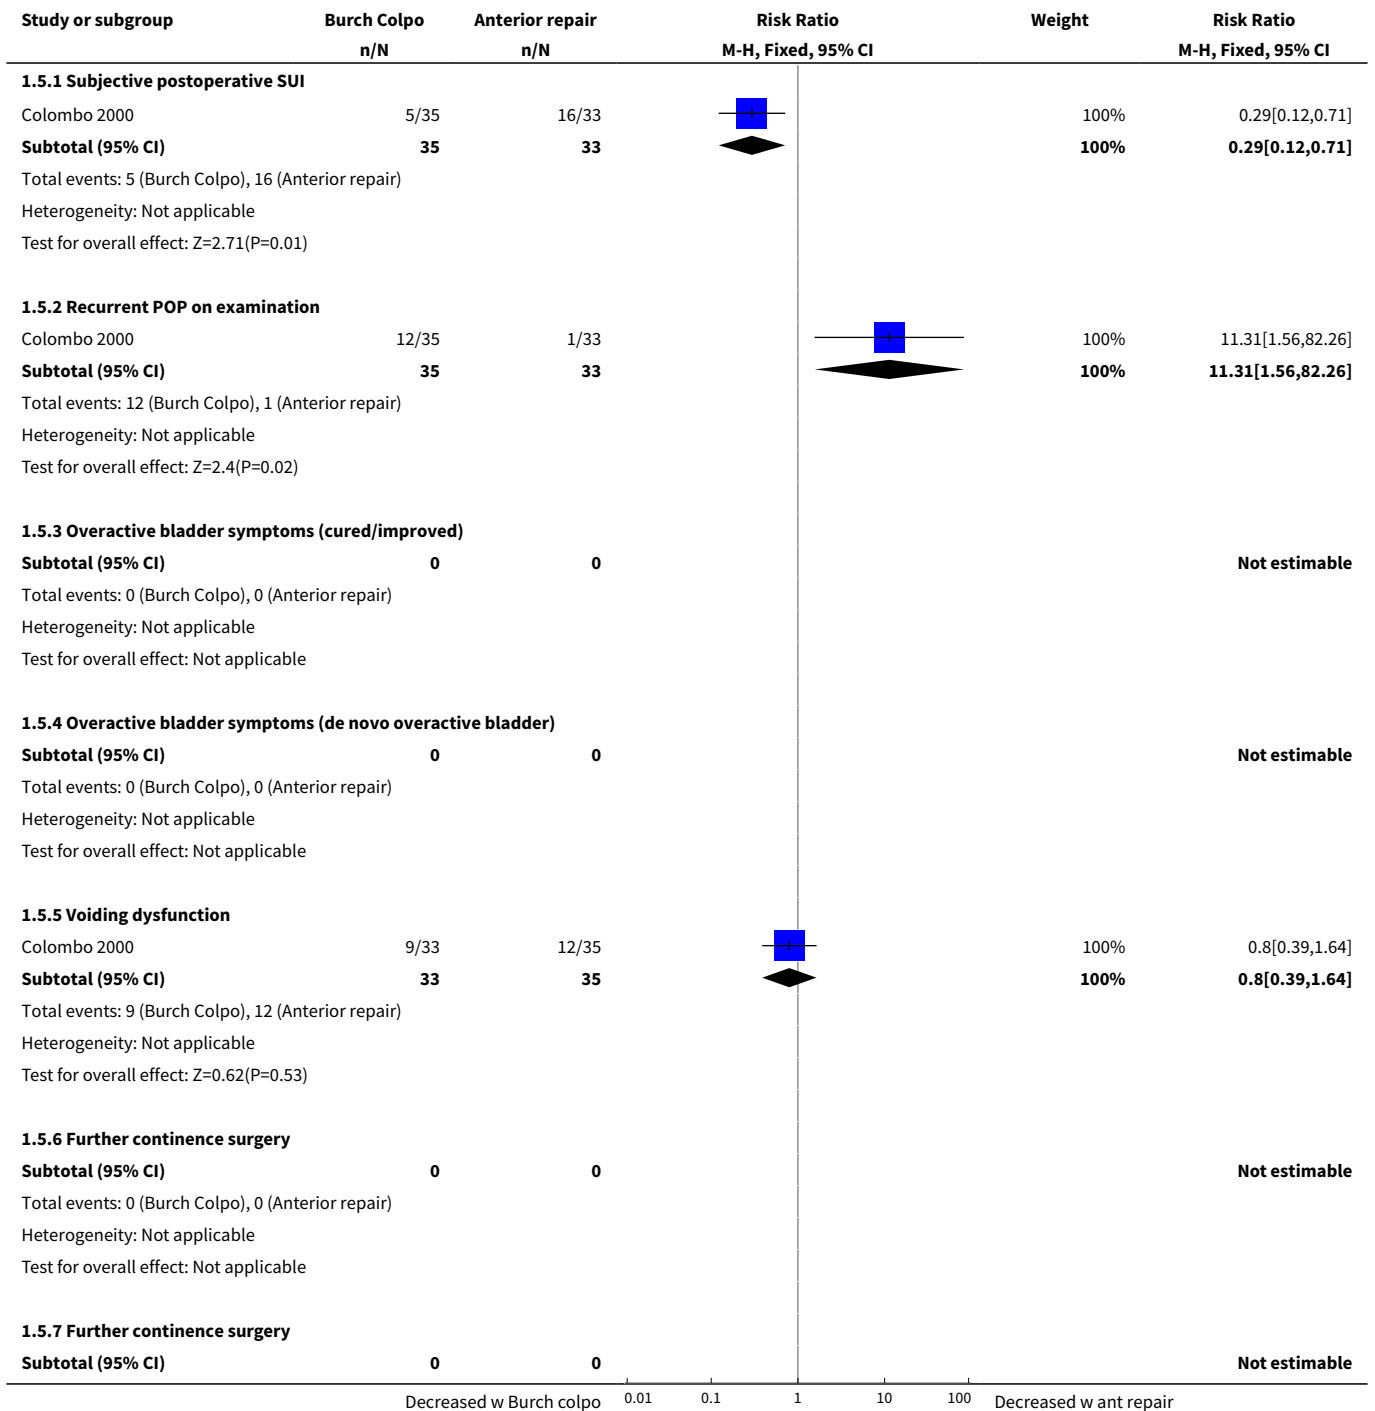 Study or subgroup Burch Colpo Anterior repair Risk Ratio Weight Risk Ratio
n/N n/N M-H, Fixed, 95% CI M-H, Fixed, 95% CI
1.5.1 Subjective postoperative SUI
Colombo 2000 5/35 16/33 100% 0.29[0.12,0.71]
Subtotal (95% CI) 35 33 100% 0.29[0.12,0.71]
Total events: 5 (Burch Colpo), 16 (Anterior repair)
Heterogeneity: Not applicable
Test for overall effect: Z=2.71(P=0.01)
1.5.2 Recurrent POP on examination
Colombo 2000 12/35 1/33 100% 11.31[1.56,82.26]
Subtotal (95% CI) 35 33 100% 11.31[1.56,82.26]
Total events: 12 (Burch Colpo), 1 (Anterior repair)
Heterogeneity: Not applicable
Test for overall effect: Z=2.4(P=0.02)
1.5.3 Overactive bladder symptoms (cured/improved)
Subtotal (95% CI) 0 0 Not estimable
Total events: 0 (Burch Colpo), 0 (Anterior repair)
Heterogeneity: Not applicable
Test for overall effect: Not applicable
1.5.4 Overactive bladder symptoms (de novo overactive bladder)
Subtotal (95% CI) 0 0 Not estimable
Total events: 0 (Burch Colpo), 0 (Anterior repair)
Heterogeneity: Not applicable
Test for overall effect: Not applicable
1.5.5 Voiding dysfunction
Colombo 2000 9/33 12/35 100% 0.8[0.39,1.64]
Subtotal (95% CI) 33 35 100% 0.8[0.39,1.64]
Total events: 9 (Burch Colpo), 12 (Anterior repair)
Heterogeneity: Not applicable
Test for overall effect: Z=0.62(P=0.53)
1.5.6 Further continence surgery
Subtotal (95% CI) 0 0 Not estimable
Total events: 0 (Burch Colpo), 0 (Anterior repair)
Heterogeneity: Not applicable
Test for overall effect: Not applicable
1.5.7 Further continence surgery
Subtotal (95% CI) 0 0 Not estimable
Decreased w Burch colpo 0.01 0.1 1 10 100 Decreased w ant repair